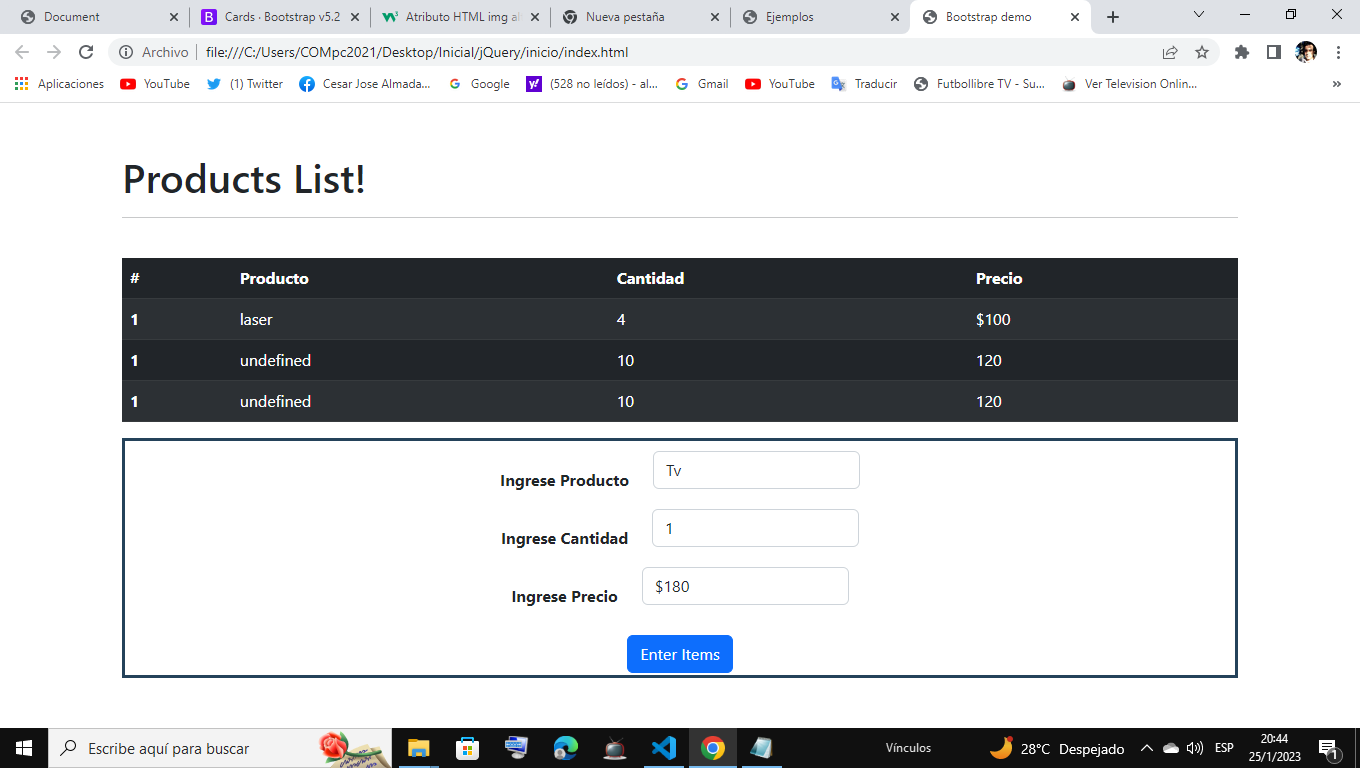 Document
Cards · Bootstrap v5.2
Atributo HTML img al
Nueva pestaña
Ejemplos
Bootstrap demo
Archivo
file:///C:/Users/COMpc2021/Desktop/Inicial/jQuery/inicio/index.html
Aplicaciones
YouTube
(1) Twitter
Cesar Jose Almada...
Google
(528 no leídos) - al...
Gmail
YouTube
Traducir
Futbollibre TV - Su...
Ver Television Onlin...
Products List!
# Producto Cantidad Precio
1 laser 4 $100
1 undefined 10 120
1 undefined 10 120
Ingrese Producto Tv
Ingrese Cantidad 1
Ingrese Precio $180
Enter Items
Escribe aquí para buscar
Vínculos
28°C Despejado
ESP
20:44
25/1/2023
1